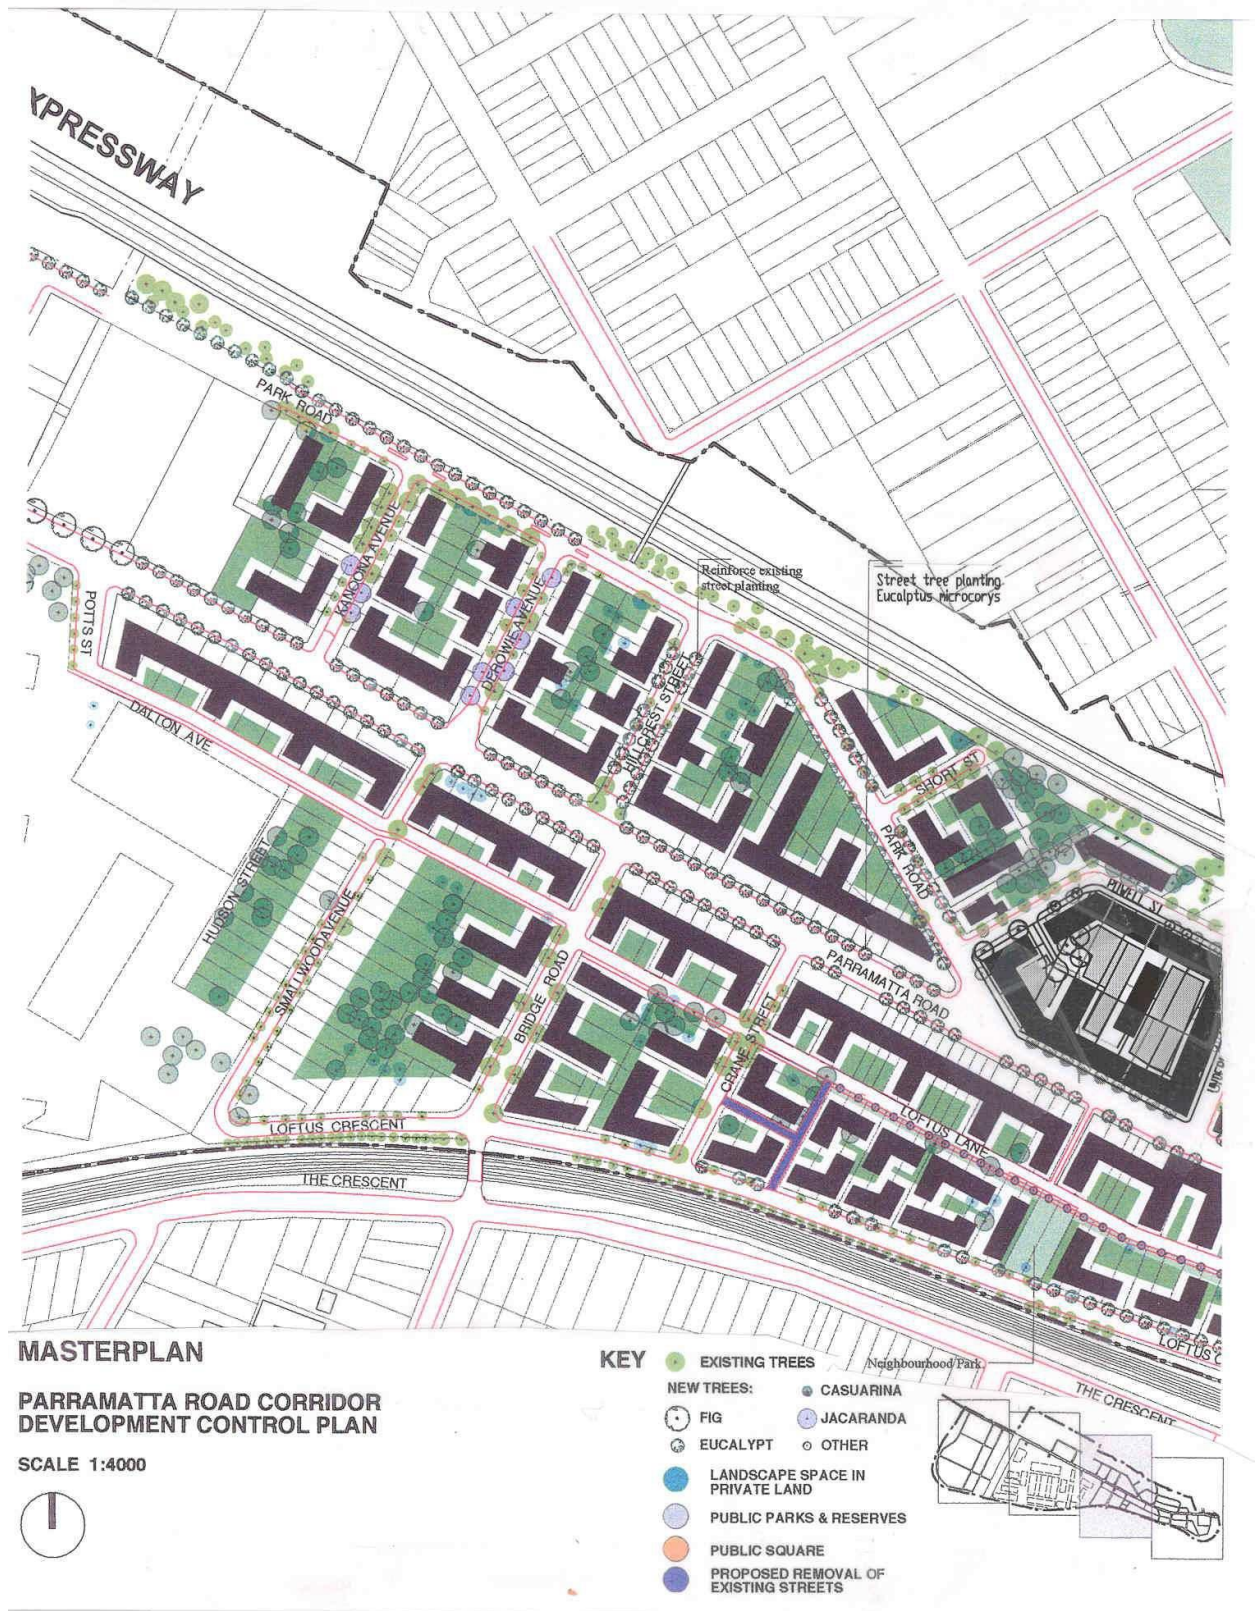 XPRESSWAY
PARK ROAD
KANOONA AVENUE
DEROWIE AVENUE
Reinforce existing
street planting
Street tree planting
Eucalptus microcorys
POTTS ST
HILLCREST STREET
DALLON AVE
SHORT ST
PARK ROAD
HUDSON STREET
POWELL ST
SMALLWOOD AVENUE
BRIDGE ROAD
PARRAMATTA ROAD
CRANE STREET
LOFTUS LANE
LOFTUS CRESCENT
THE CRESCENT
LOFTUS C
Neighbourhood Park
THE CRESCENT
MASTERPLAN
PARRAMATTA ROAD CORRIDOR
DEVELOPMENT CONTROL PLAN
SCALE 1:4000
KEY
EXISTING TREES
NEW TREES:
CASUARINA
FIG
JACARANDA
EUCALYPT
OTHER
LANDSCAPE SPACE IN
PRIVATE LAND
PUBLIC PARKS & RESERVES
PUBLIC SQUARE
PROPOSED REMOVAL OF
EXISTING STREETS